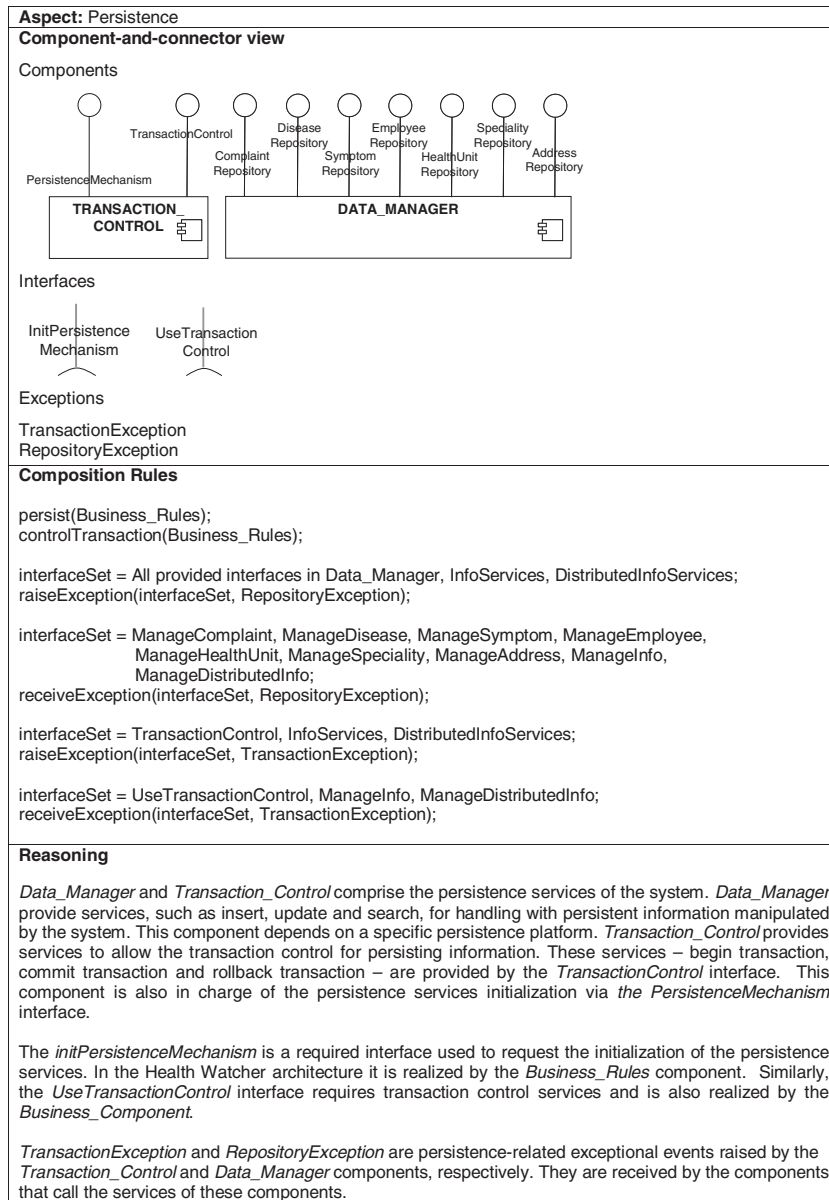 Aspect: Persistence
Component-and-connector view
Components
TransactionControl
Disease
Repository
Employee
Repository
Speciality
Repository
Complaint
Repository
Symptom
Repository
HealthUnit
Repository
Address
Repository
PersistenceMechanism
TRANSACTION_
CONTROL
DATA_MANAGER
Interfaces
InitPersistence
Mechanism
UseTransaction
Control
Exceptions
TransactionException
RepositoryException
Composition Rules
persist(Business_Rules);
controlTransaction(Business_Rules);
interfaceSet = All provided interfaces in Data_Manager, InfoServices, DistributedInfoServices;
raiseException(interfaceSet, RepositoryException);
interfaceSet = ManageComplaint, ManageDisease, ManageSymptom, ManageEmployee,
ManageHealthUnit, ManageSpeciality, ManageAddress, ManageInfo,
ManageDistributedInfo;
receiveException(interfaceSet, RepositoryException);
interfaceSet = TransactionControl, InfoServices, DistributedInfoServices;
raiseException(interfaceSet, TransactionException);
interfaceSet = UseTransactionControl, ManageInfo, ManageDistributedInfo;
receiveException(interfaceSet, TransactionException);
Reasoning
Data_Manager and Transaction_Control comprise the persistence services of the system. Data_Manager
provide services, such as insert, update and search, for handling with persistent information manipulated
by the system. This component depends on a specific persistence platform. Transaction_Control provides
services to allow the transaction control for persisting information. These services – begin transaction,
commit transaction and rollback transaction – are provided by the TransactionControl interface. This
component is also in charge of the persistence services initialization via the PersistenceMechanism
interface.
The initPersistenceMechanism is a required interface used to request the initialization of the persistence
services. In the Health Watcher architecture it is realized by the Business_Rules component. Similarly,
the UseTransactionControl interface requires transaction control services and is also realized by the
Business_Component.
TransactionException and RepositoryException are persistence-related exceptional events raised by the
Transaction_Control and Data_Manager components, respectively. They are received by the components
that call the services of these components.